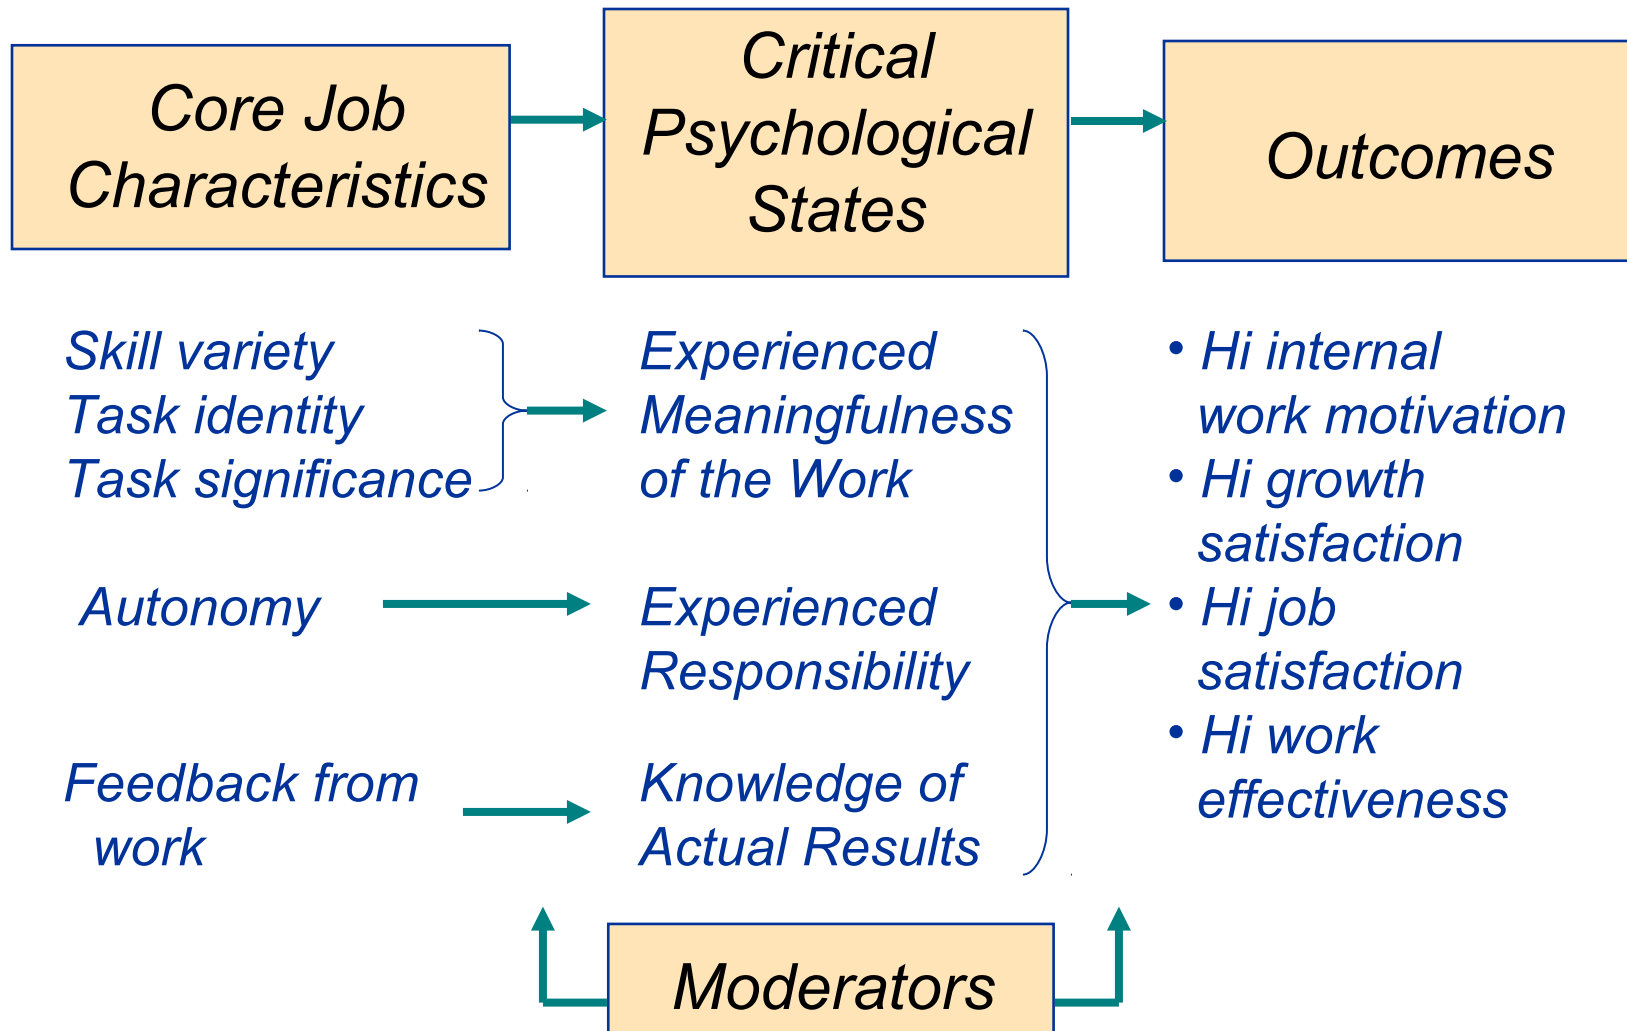 Core Job
Characteristics
Critical
Psychological
States
Outcomes
Skill variety
Task identity
Task significance
Autonomy
Feedback from
work
Experienced
Meaningfulness
of the Work
Experienced
Responsibility
Knowledge of
Actual Results
• Hi internal
work motivation
• Hi growth
satisfaction
• Hi job
satisfaction
• Hi work
effectiveness
Moderators